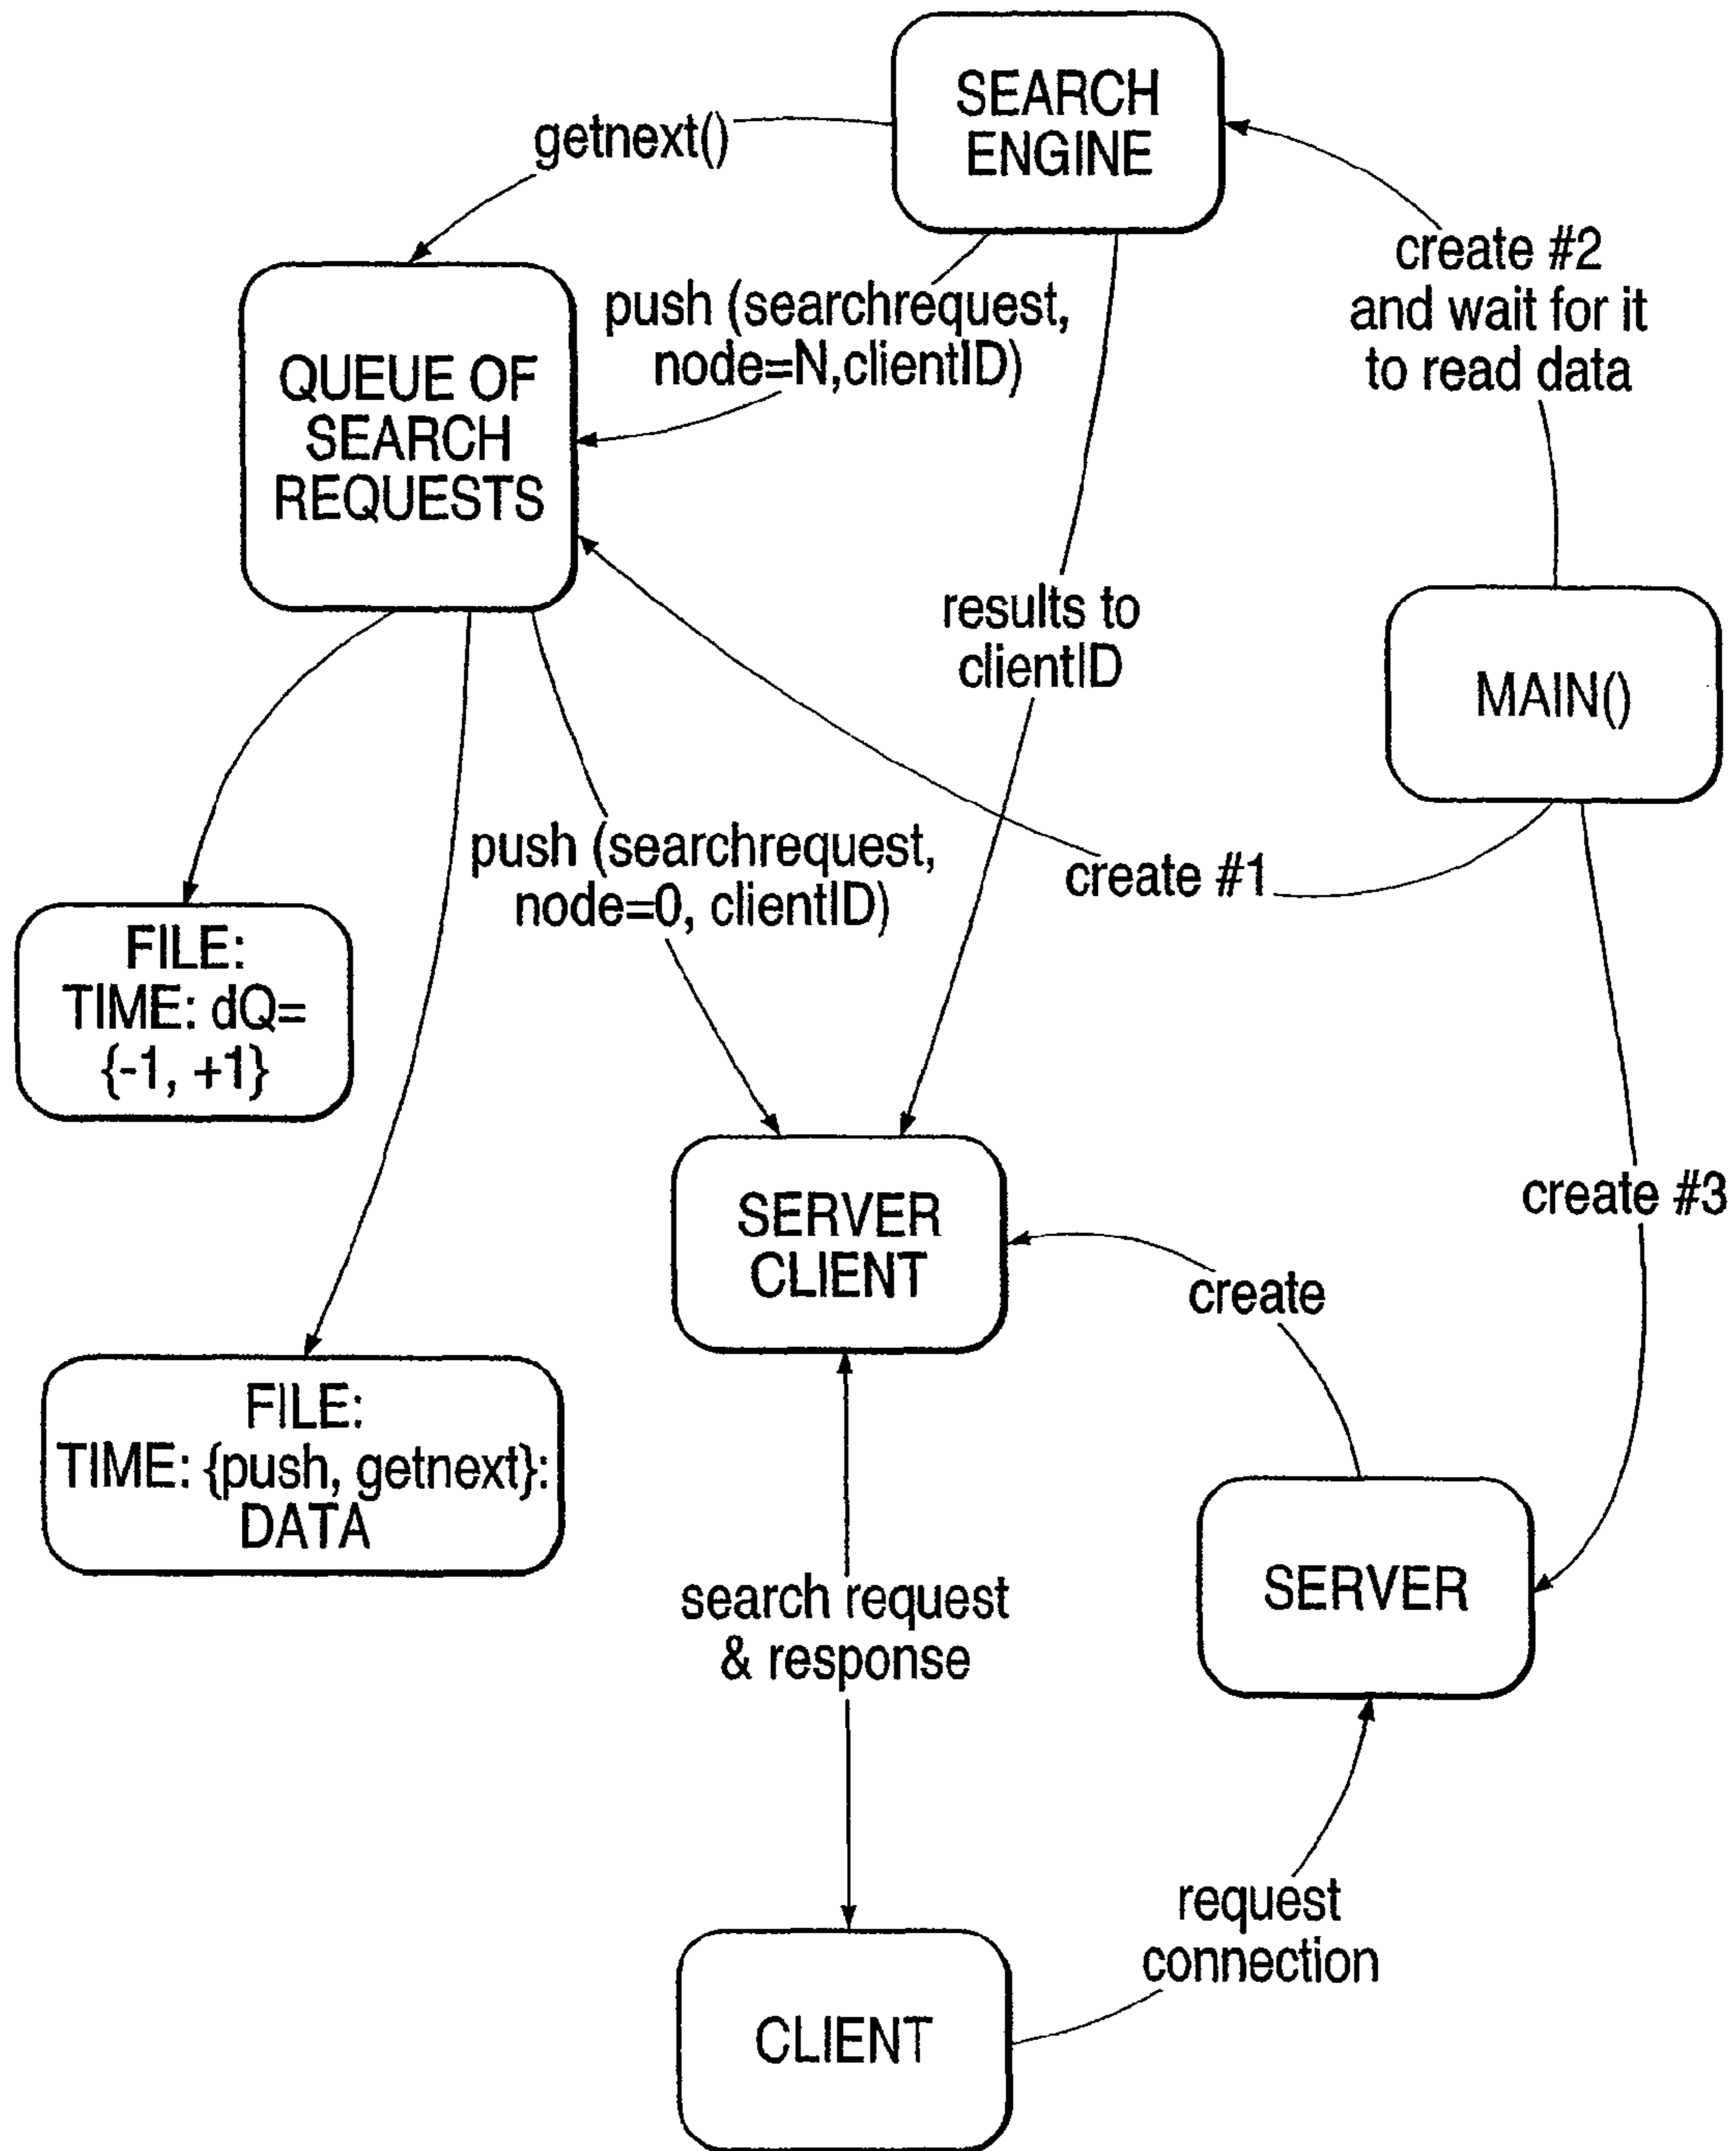 SEARCH
ENGINE
getnext()
create #2
and wait for it
to read data
push (searchrequest,
node=N,clientID)
QUEUE OF
SEARCH
REQUESTS
results to
clientID
MAIN()
push (searchrequest,
node=0, clientID)
create #1
FILE:
TIME: dQ=
{-1, +1}
create #3
SERVER
CLIENT
create
FILE:
TIME: {push, getnext}:
DATA
SERVER
search request
& response
request
connection
CLIENT